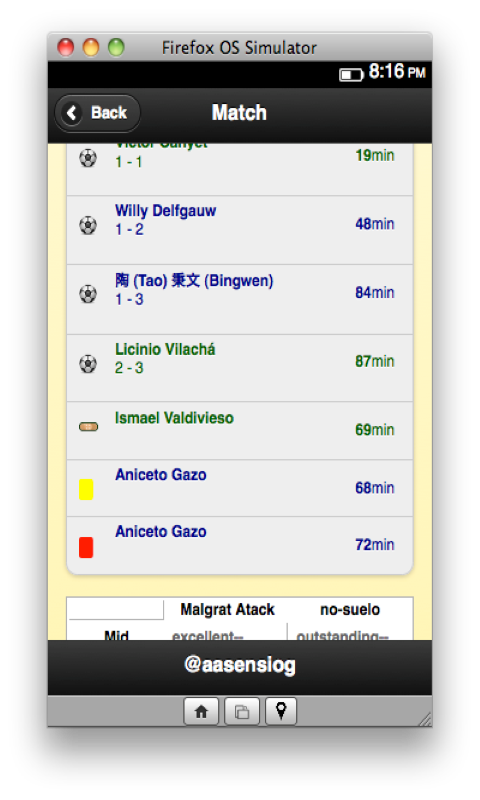 Firefox OS Simulator
8:16 PM
Back
Match
Victor Canyet
1 - 1
19min
Willy Delfgauw
1 - 2
48min
陶 (Tao) 秉文 (Bingwen)
1 - 3
84min
Licinio Vilachá
2 - 3
87min
Ismael Valdivieso
69min
Aniceto Gazo
68min
Aniceto Gazo
72min
Malgrat Atack no-suelo
Mid excellent-- outstanding--
@aasensiog